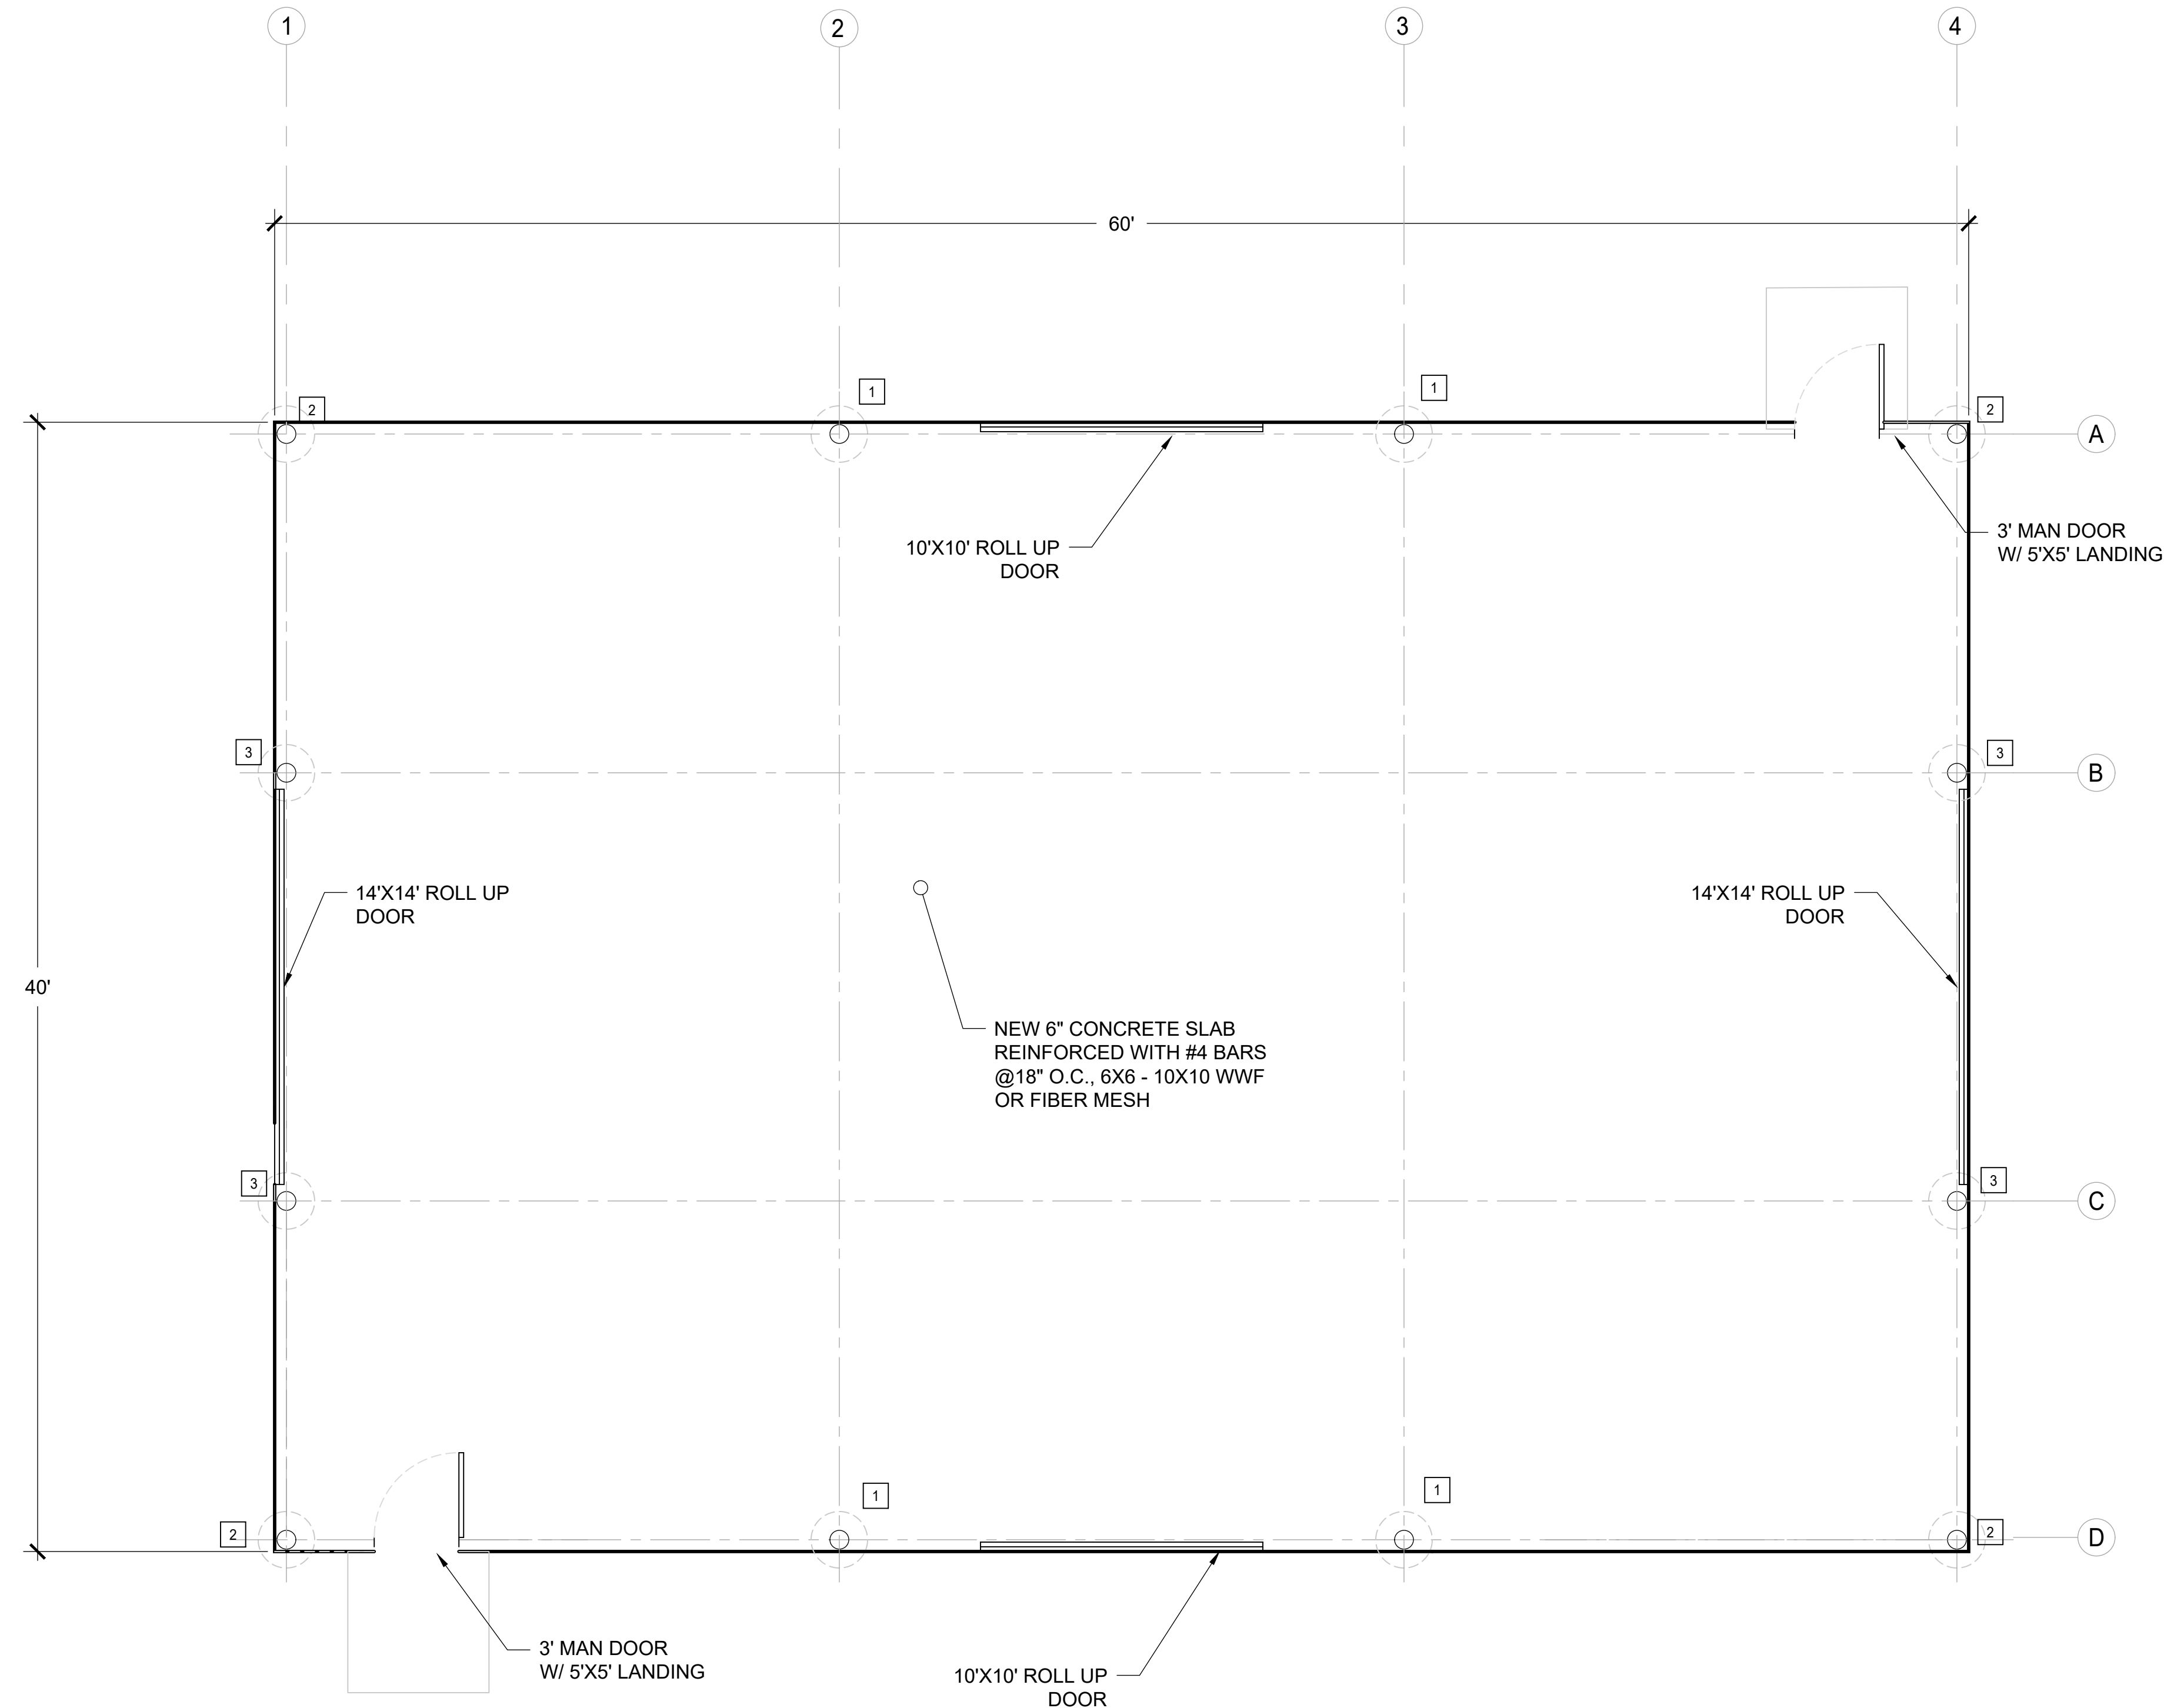 1
2
3
4
60'
1
1
2
2
A
10'X10' ROLL UP
DOOR
3' MAN DOOR
W/ 5'X5' LANDING
3
3
B
14'X14' ROLL UP
DOOR
14'X14' ROLL UP
DOOR
40'
NEW 6" CONCRETE SLAB
REINFORCED WITH #4 BARS
@18" O.C., 6X6 - 10X10 WWF
OR FIBER MESH
3
3
C
1
1
2
2
D
3' MAN DOOR
W/ 5'X5' LANDING
10'X10' ROLL UP
DOOR